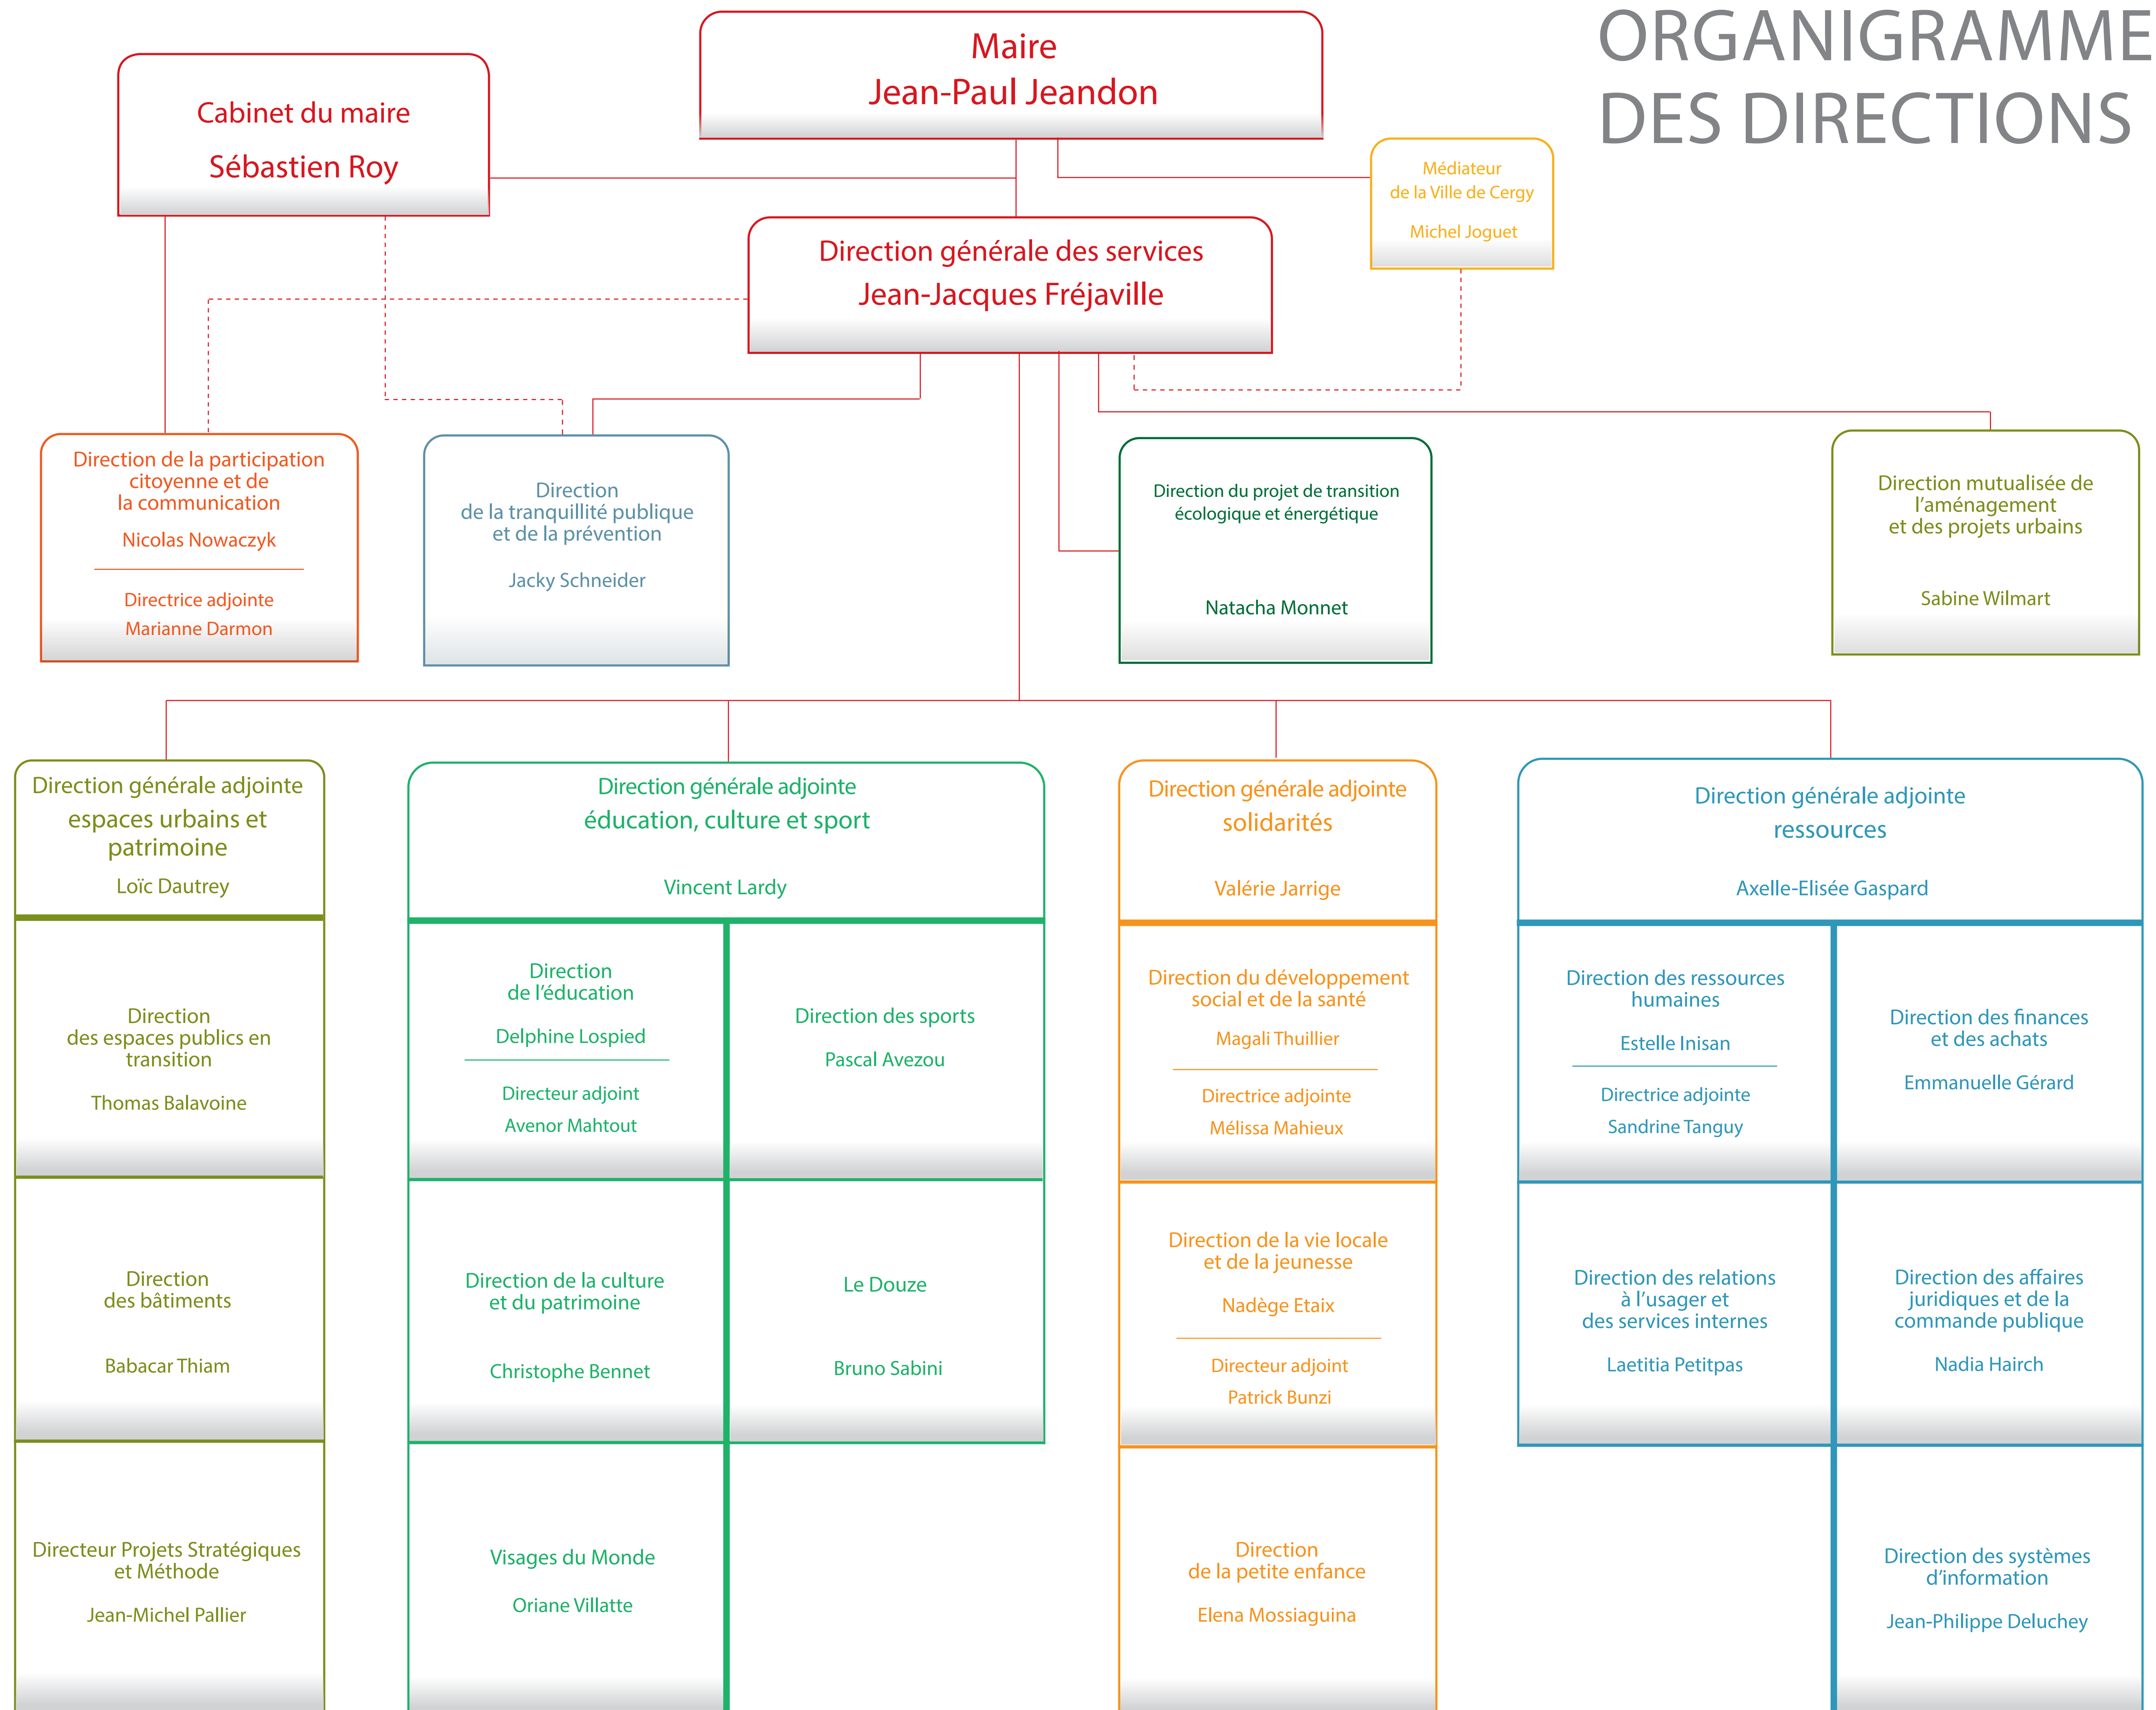 ORGANIGRAMME
DES DIRECTIONS
Maire
Jean-Paul Jeandon
Cabinet du maire
Sébastien Roy
Médiateur
de la Ville de Cergy
Michel Joguet
Direction générale des services
Jean-Jacques Fréjaville
Direction de la participation
citoyenne et de
la communication
Nicolas Nowaczyk
Directrice adjointe
Marianne Darmon
Direction
de la tranquillité publique
et de la prévention
Jacky Schneider
Direction du projet de transition
écologique et énergétique
Natacha Monnet
Direction mutualisée de
l’aménagement
et des projets urbains
Sabine Wilmart
Direction générale adjointe
espaces urbains et
patrimoine
Loïc Dautrey
Direction
des espaces publics en
transition
Thomas Balavoine
Direction
des bâtiments
Babacar Thiam
Directeur Projets Stratégiques
et Méthode
Jean-Michel Pallier
Direction générale adjointe
éducation, culture et sport
Vincent Lardy
Direction
de l’éducation
Delphine Lospied
Directeur adjoint
Avenor Mahtout
Direction des sports
Pascal Avezou
Direction de la culture
et du patrimoine
Christophe Bennet
Le Douze
Bruno Sabini
Visages du Monde
Oriane Villatte
Direction générale adjointe
solidarités
Valérie Jarrige
Direction du développement
social et de la santé
Magali Thuillier
Directrice adjointe
Mélissa Mahieux
Direction de la vie locale
et de la jeunesse
Nadège Etaix
Directeur adjoint
Patrick Bunzi
Direction
de la petite enfance
Elena Mossiaguina
Direction générale adjointe
ressources
Axelle-Elisée Gaspard
Direction des ressources
humaines
Estelle Inisan
Directrice adjointe
Sandrine Tanguy
Direction des finances
et des achats
Emmanuelle Gérard
Direction des relations
à l’usager et
des services internes
Laetitia Petitpas
Direction des affaires
juridiques et de la
commande publique
Nadia Hairch
Direction des systèmes
d’information
Jean-Philippe Deluchey